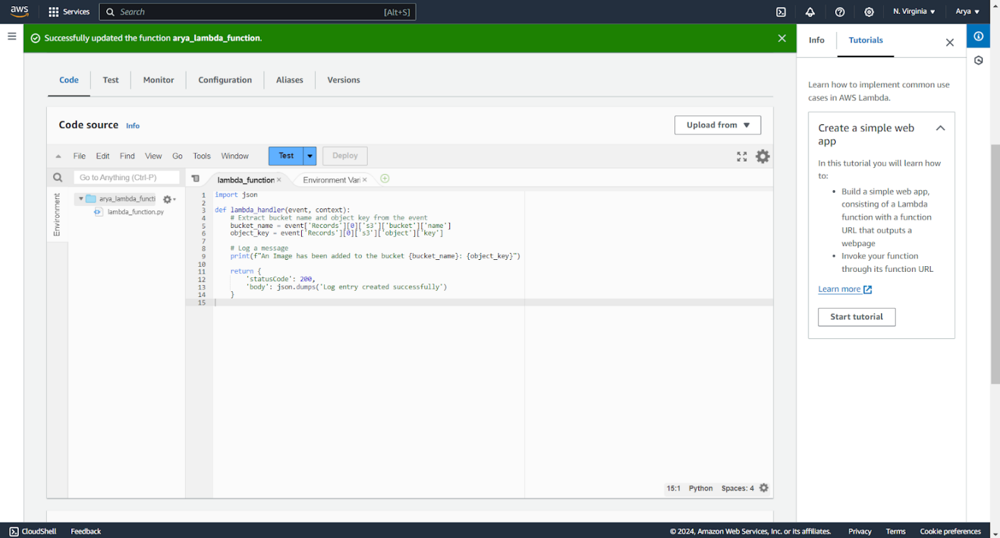 aws
Services
Search
[Alt+S]
N. Virginia
Arya
Successfully updated the function arya_lambda_function.
Code
Test
Monitor
Configuration
Aliases
Versions
Code source
Info
Upload from
File
Edit
Find
View
Go
Tools
Window
Test
Deploy
Go to Anything (Ctrl-P)
lambda_function
Environment Vari
Environment
arya_lambda_functi
lambda_function.py
1 import json
2
3 def lambda_handler(event, context):
4 # Extract bucket name and object key from the event
5 bucket_name = event['Records'][0]['s3']['bucket']['name']
6 object_key = event['Records'][0]['s3']['object']['key']
7
8 # Log a message
9 print(f"An Image has been added to the bucket {bucket_name}: {object_key}")
10
11 return {
12 'statusCode': 200,
13 'body': json.dumps('Log entry created successfully')
14 }
15
15:1 Python Spaces: 4
Info
Tutorials
Learn how to implement common use
cases in AWS Lambda.
Create a simple web
app
In this tutorial you will learn how
to:
• Build a simple web app,
consisting of a Lambda
function with a function
URL that outputs a
webpage
• Invoke your function
through its function URL
Learn more
Start tutorial
CloudShell
Feedback
© 2024, Amazon Web Services, Inc. or its affiliates.
Privacy
Terms
Cookie preferences